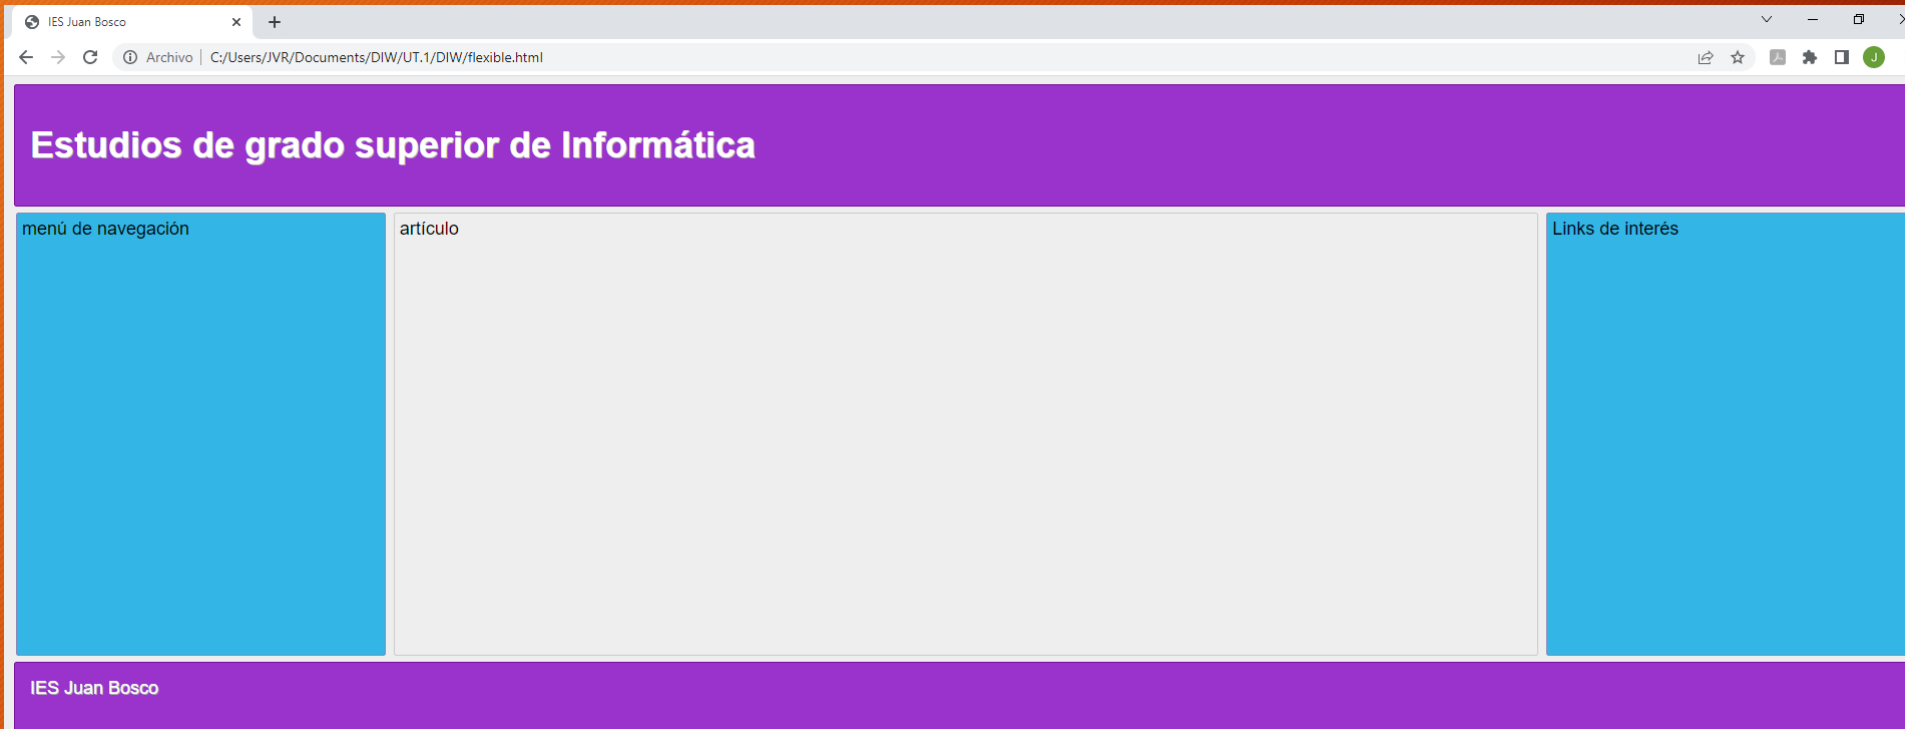 IES Juan Bosco
Archivo | C:/Users/JVR/Documents/DIW/UT.1/DIW/flexible.html
J
Estudios de grado superior de Informática
menú de navegación
artículo
Links de interés
IES Juan Bosco